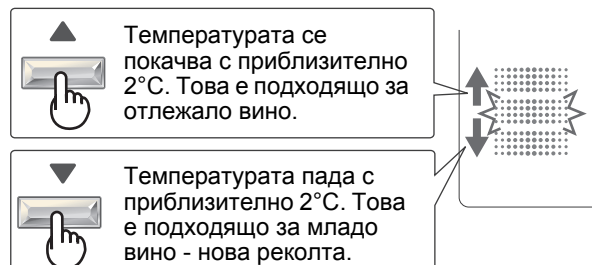 Температурата се
покачва с приблизително
2°C. Това е подходящо за
отлежало вино.
Температурата пада с
приблизително 2°C. Това
е подходящо за младо
вино - нова реколта.